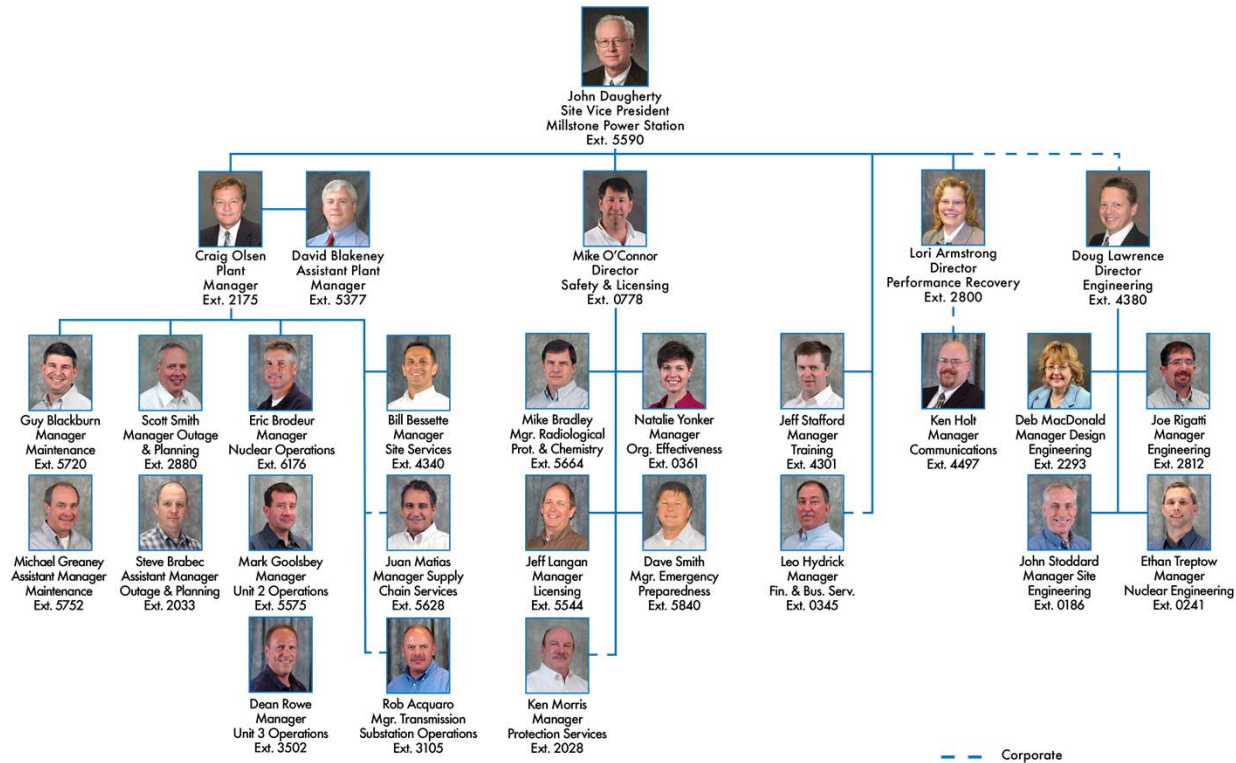 John Daugherty
Site Vice President
Millstone Power Station
Ext. 5590
Craig Olsen
Plant
Manager
Ext. 2175
David Blakeney
Assistant Plant
Manager
Ext. 5377
Mike O'Connor
Director
Safety & Licensing
Ext. 0778
Lori Armstrong
Director
Performance Recovery
Ext. 2800
Doug Lawrence
Director
Engineering
Ext. 4380
Guy Blackburn
Manager
Maintenance
Ext. 5720
Scott Smith
Manager Outage
& Planning
Ext. 2880
Eric Brodeur
Manager
Nuclear Operations
Ext. 6176
Bill Bessette
Manager
Site Services
Ext. 4340
Mike Bradley
Mgr. Radiological
Prot. & Chemistry
Ext. 5664
Natalie Yonker
Manager
Org. Effectiveness
Ext. 0361
Jeff Stafford
Manager
Training
Ext. 4301
Ken Holt
Manager
Communications
Ext. 4497
Deb MacDonald
Manager Design
Engineering
Ext. 2293
Joe Rigatti
Manager
Engineering
Ext. 2812
Michael Greaney
Assistant Manager
Maintenance
Ext. 5752
Steve Brabec
Assistant Manager
Outage & Planning
Ext. 2033
Mark Goolsbey
Manager
Unit 2 Operations
Ext. 5575
Juan Matias
Manager Supply
Chain Services
Ext. 5628
Jeff Langan
Manager
Licensing
Ext. 5544
Dave Smith
Mgr. Emergency
Preparedness
Ext. 5840
Leo Hydrick
Manager
Fin. & Bus. Serv.
Ext. 0345
John Stoddard
Manager Site
Engineering
Ext. 0186
Ethan Treptow
Manager
Nuclear Engineering
Ext. 0241
Dean Rowe
Manager
Unit 3 Operations
Ext. 3502
Rob Acquaro
Mgr. Transmission
Substation Operations
Ext. 3105
Ken Morris
Manager
Protection Services
Ext. 2028
Corporate